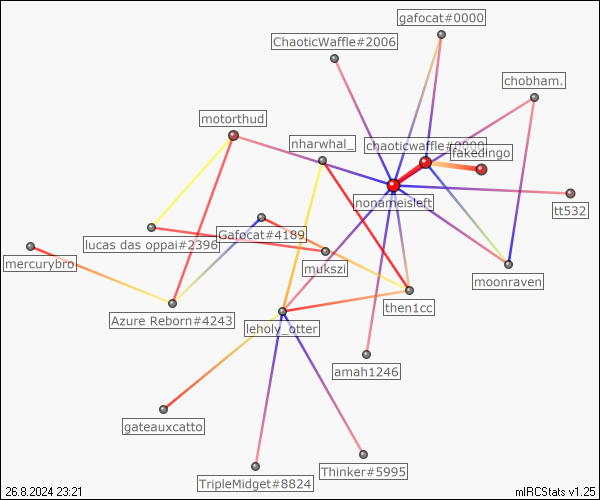 gafocat#0000
ChaoticWaffle#2006
chobham.
motorthud
nharwhal_
chaoticwaffle#0000
fakedingo
nonameisleft
tt532
Gafocat#4189
lucas das oppai#2396
mercurybro
mukszi
moonraven
then1cc
Azure Reborn#4243
leholy_otter
amah1246
gateauxcatto
Thinker#5995
TripleMidget#8824
26.8.2024 23:21
mIRCStats v1.25